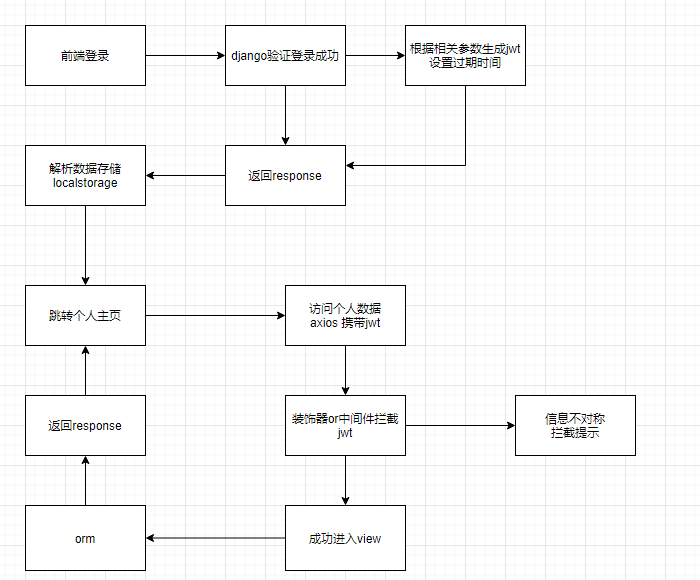 前端登录
django验证登录成功
根据相关参数生成jwt
设置过期时间
解析数据存储
localstorage
返回response
跳转个人主页
访问个人数据
axios 携带jwt
返回response
装饰器or中间件拦截
jwt
信息不对称
拦截提示
orm
成功进入view